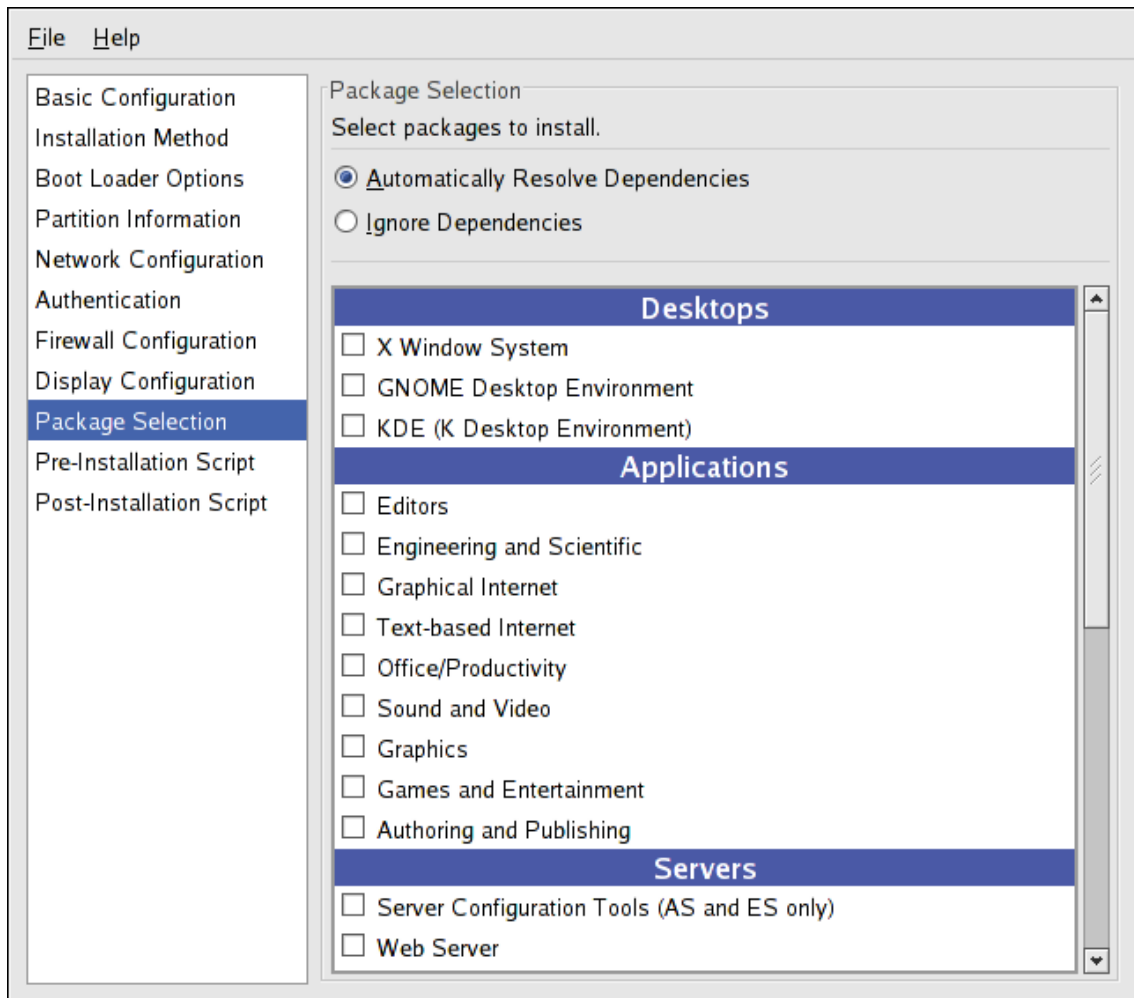 File Help
Basic Configuration
Installation Method
Boot Loader Options
Partition Information
Network Configuration
Authentication
Firewall Configuration
Display Configuration
Package Selection
Pre-Installation Script
Post-Installation Script
Package Selection
Select packages to install.
Automatically Resolve Dependencies
Ignore Dependencies
Desktops
X Window System
GNOME Desktop Environment
KDE (K Desktop Environment)
Applications
Editors
Engineering and Scientific
Graphical Internet
Text-based Internet
Office/Productivity
Sound and Video
Graphics
Games and Entertainment
Authoring and Publishing
Servers
Server Configuration Tools (AS and ES only)
Web Server